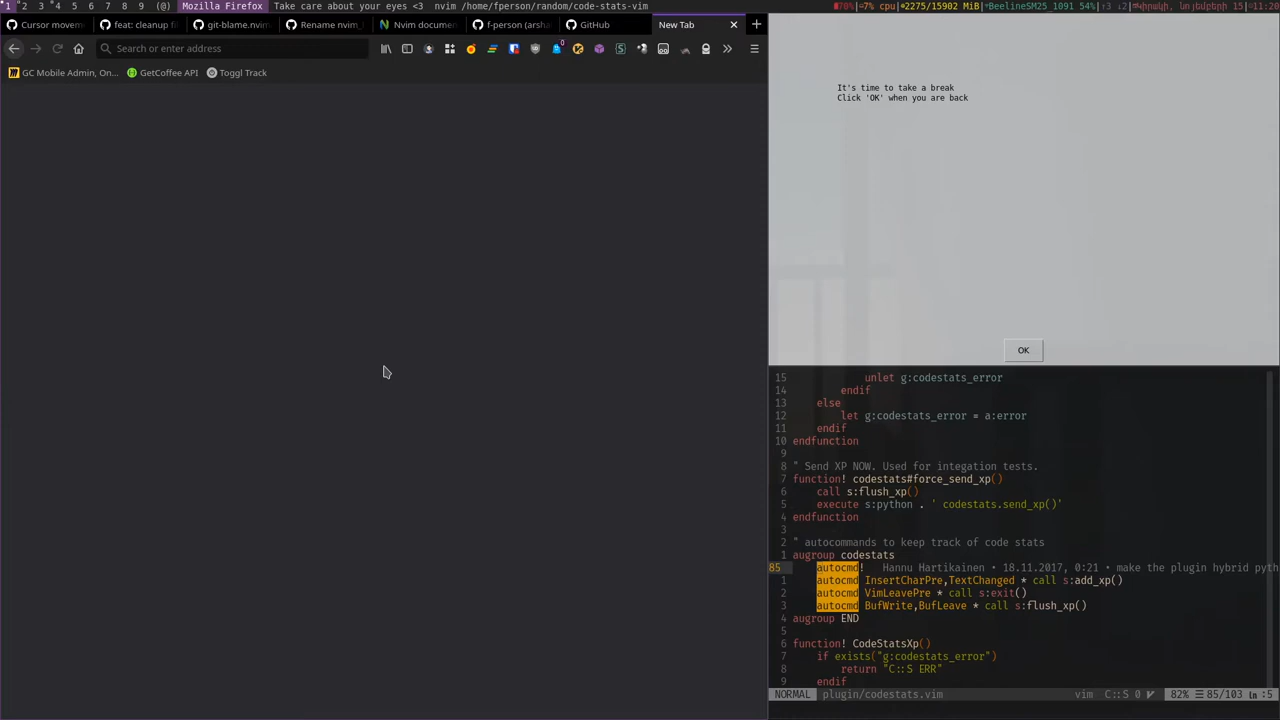 1 2 3 4 5 6 7 8 9 (@) Mozilla Firefox Take care about your eyes <3 nvim /home/fperson/random/code-stats-vim 70%|7% cpu|*2275/15902 MiB|BeelineSM25_1091 54%|↑3 ↓2| 15 11:20
Cursor movem feat: cleanup f git-blame.nvim Rename nvim_ Nvim documen f-person (arsha GitHub New Tab
Search or enter address
GC Mobile Admin, On... GetCoffee API Toggl Track
It's time to take a break
Click 'OK' when you are back
OK
15 unlet g:codestats_error
14 endif
13 else
12 let g:codestats_error = a:error
11 endif
10 endfunction
9
8 " Send XP NOW. Used for integation tests.
7 function! codestats#force_send_xp()
6 call s:flush_xp()
5 execute s:python . ' codestats.send_xp()'
4 endfunction
3
2 " autocommands to keep track of code stats
1 augroup codestats
85 autocmd! Hannu Hartikainen • 18.11.2017, 0:21 • make the plugin hybrid pyth
1 autocmd InsertCharPre,TextChanged * call s:add_xp()
2 autocmd VimLeavePre * call s:exit()
3 autocmd BufWrite,BufLeave * call s:flush_xp()
4 augroup END
5
6 function! CodeStatsXp()
7 if exists("g:codestats_error")
8 return "C::S ERR"
9 endif
NORMAL plugin/codestats.vim vim C::S 0 82% ☰ 85/103 ln :5